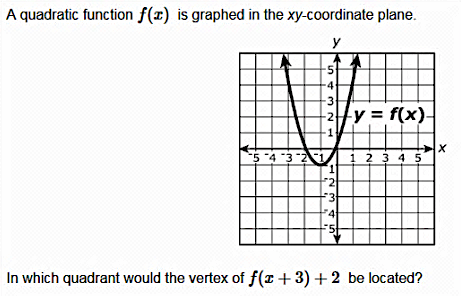 A quadratic function f(x) is graphed in the xy-coordinate plane.
y
5
4
3
2
1
y = f(x)
x
-5 -4 -3 -2 -1 1 2 3 4 5
-1
-2
-3
-4
-5
In which quadrant would the vertex of f(x + 3) + 2 be located?